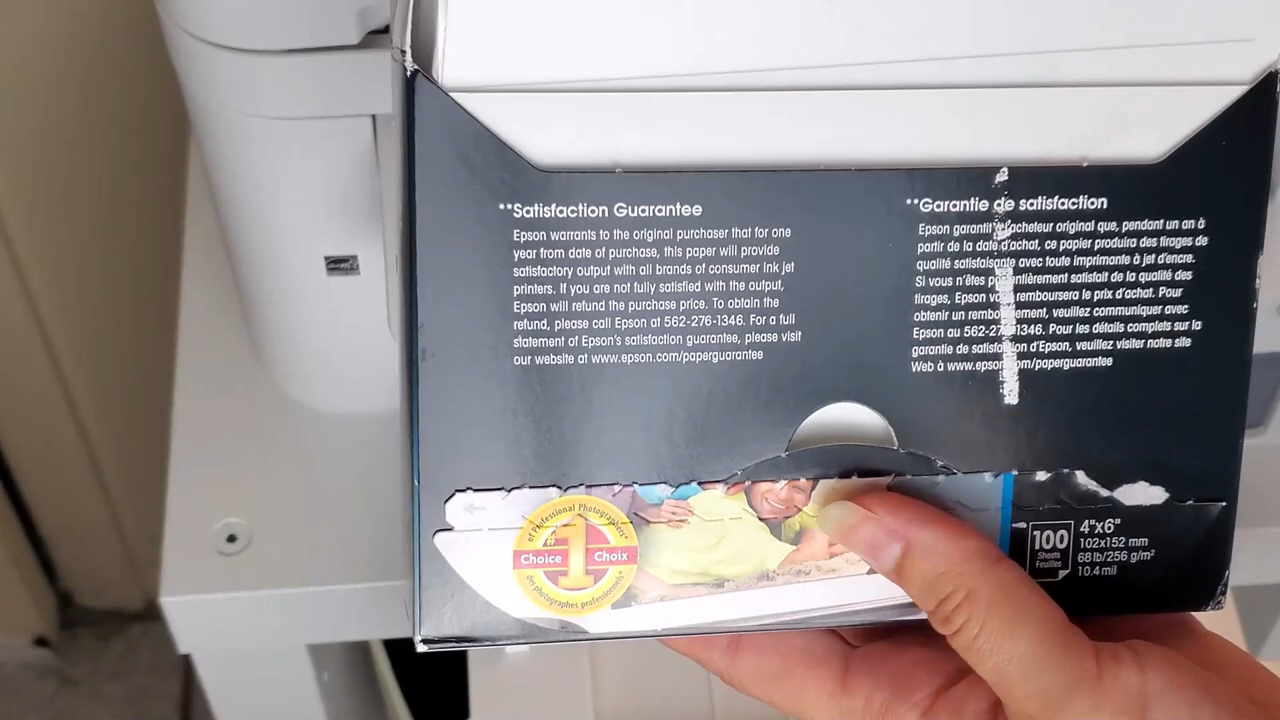 **Satisfaction Guarantee
Epson warrants to the original purchaser that for one
year from date of purchase, this paper will provide
satisfactory output with all brands of consumer ink jet
printers. If you are not fully satisfied with the output,
Epson will refund the purchase price. To obtain the
refund, please call Epson at 562-276-1346. For a full
statement of Epson's satisfaction guarantee, please visit
our website at www.epson.com/paperguarantee
**Garantie de satisfaction
Epson garantit l'acheteur original que, pendant un an à
partir de la date d'achat, ce papier produira des tirages de
qualité satisfaisante avec toute imprimante à jet d'encre.
Si vous n'êtes pas entièrement satisfait de la qualité des
tirages, Epson vous remboursera le prix d'achat. Pour
obtenir un remboursement, veuillez communiquer avec
Epson au 562-276-1346. Pour les détails complets sur la
garantie de satisfaction d'Epson, veuillez visiter notre site
Web à www.epson.com/paperguarantee
of Professional Photographers*
#1
Choice Choix
des photographes professionnels*
100
Sheets
Feuilles
4"x6"
102x152 mm
68 lb/256 g/m²
10.4 mil